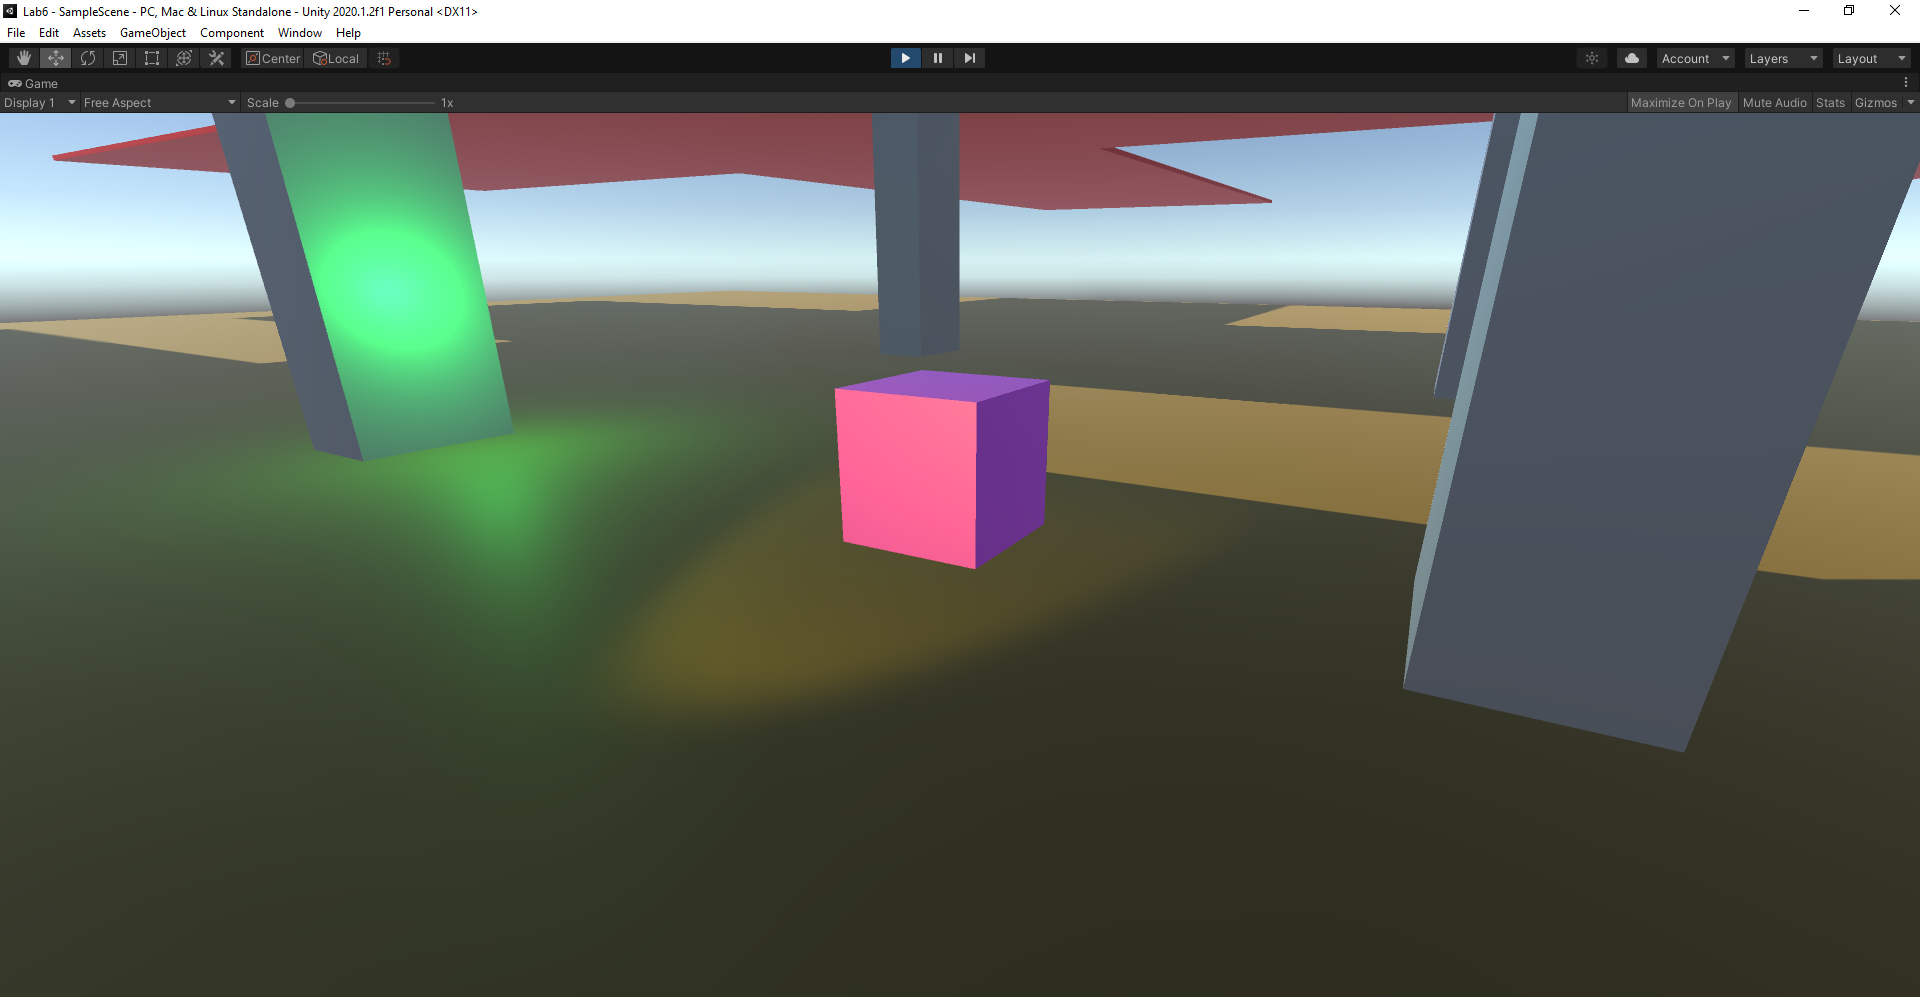 Lab6 - SampleScene - PC, Mac & Linux Standalone - Unity 2020.1.2f1 Personal <DX11>
File Edit Assets GameObject Component Window Help
Center Local Account Layers Layout
Game
Display 1 Free Aspect Scale 1x Maximize On Play Mute Audio Stats Gizmos